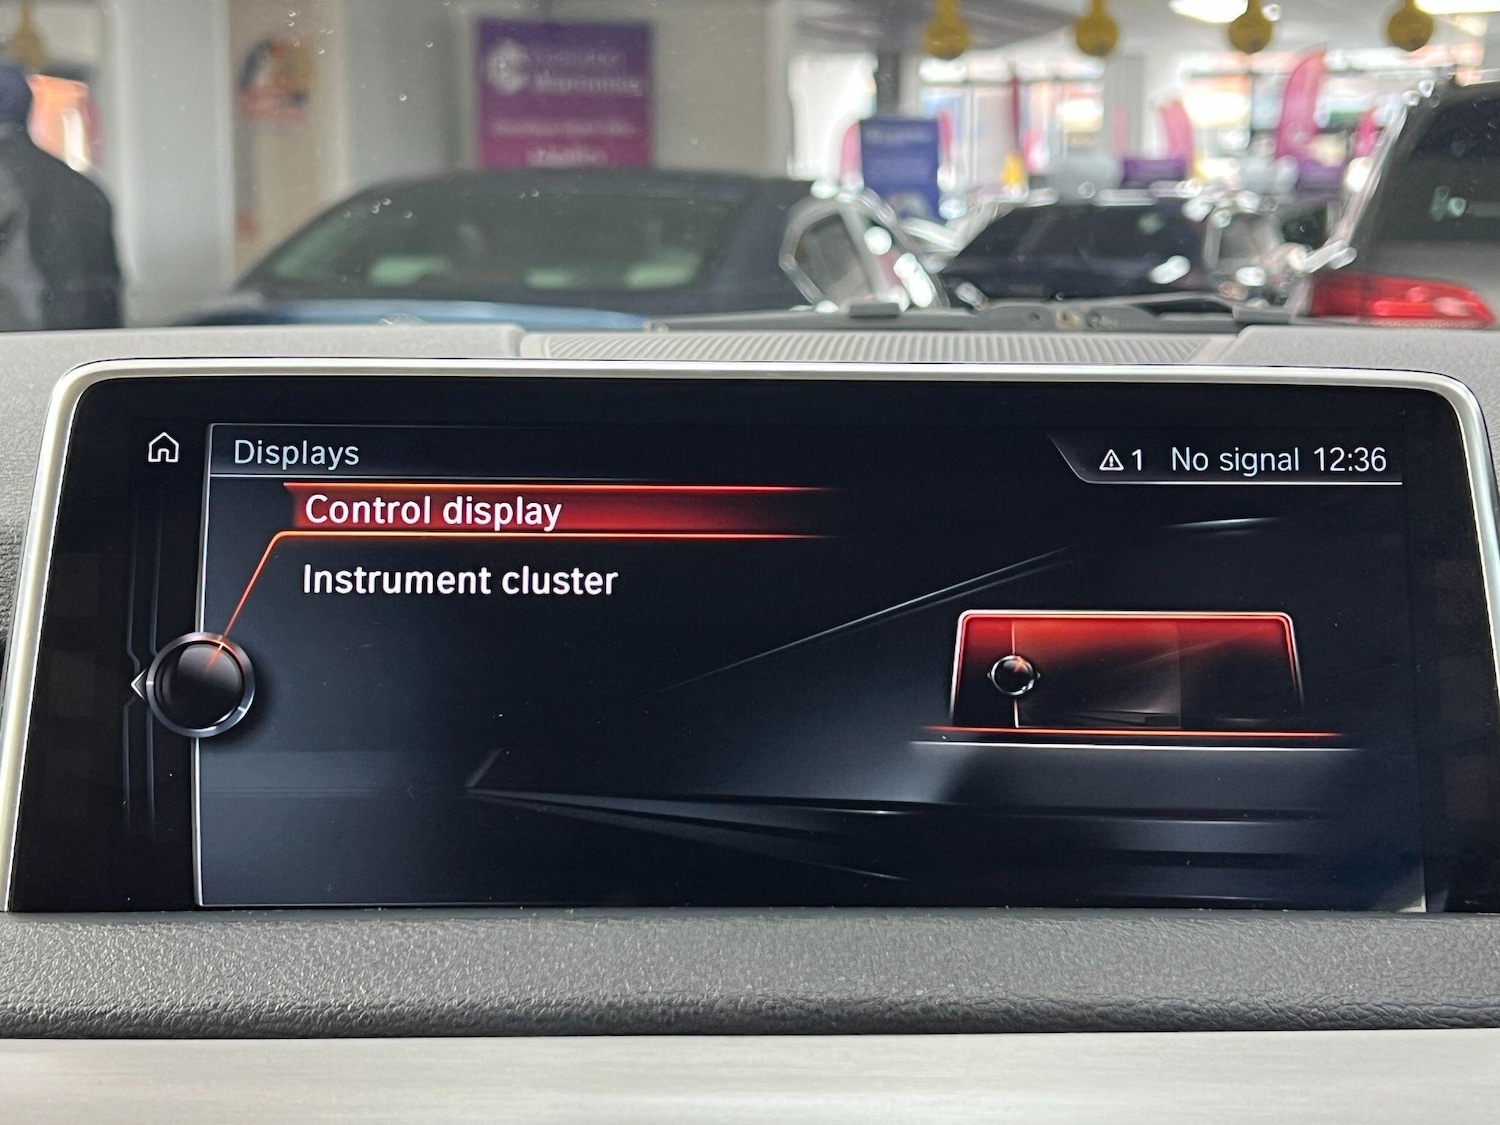 Displays
1 No signal 12:36
Control display
Instrument cluster